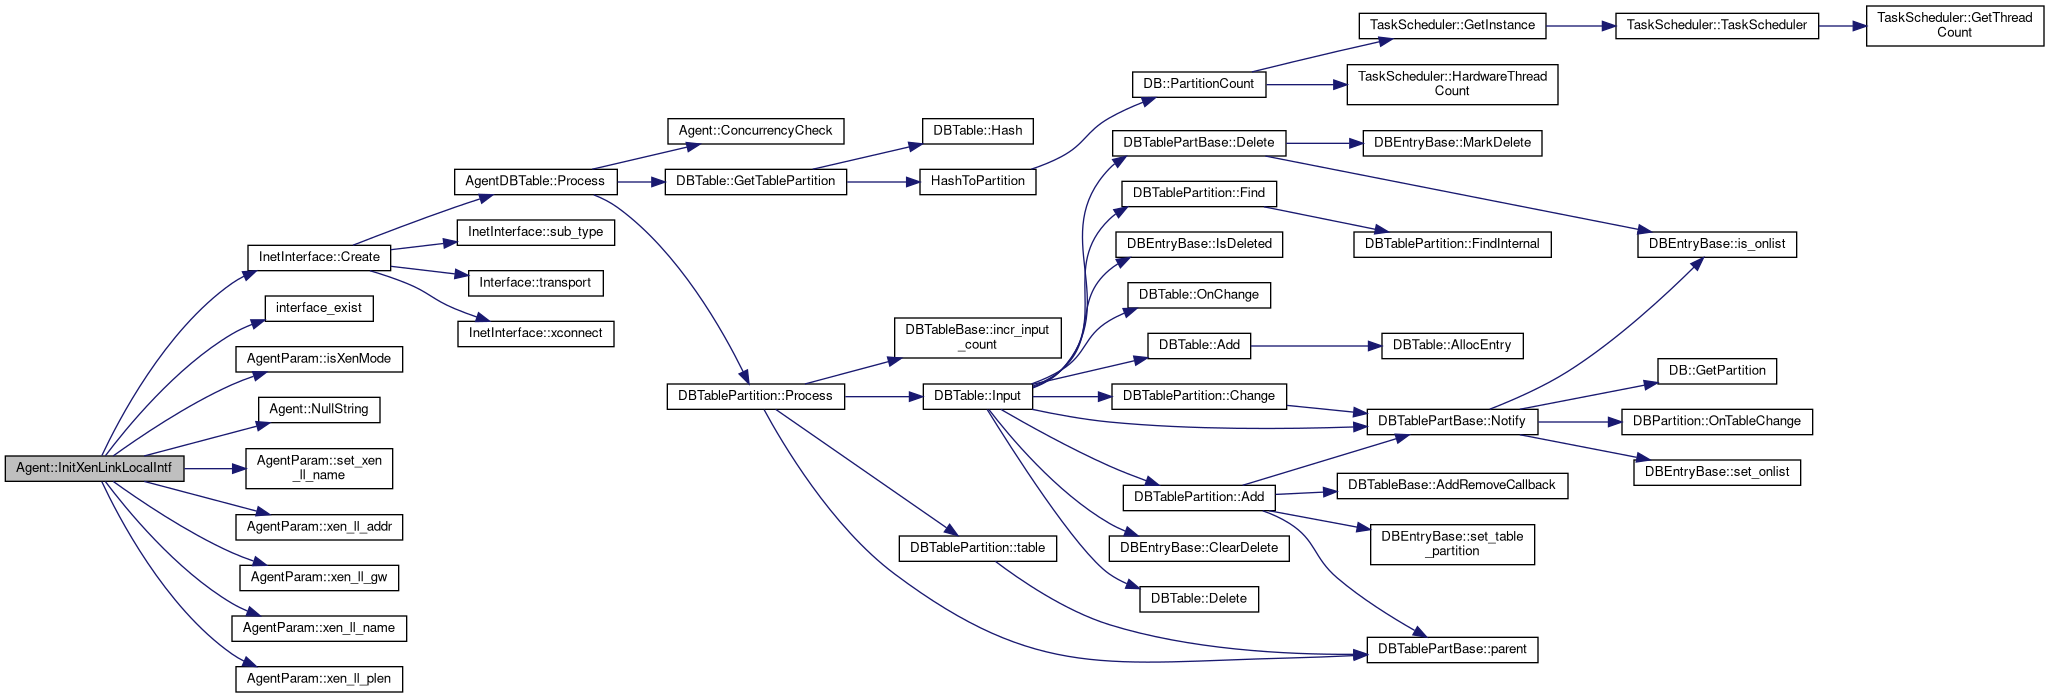 Agent::InitXenLinkLocalIntf
InetInterface::Create
interface_exist
AgentParam::isXenMode
Agent::NullString
AgentParam::set_xen
_ll_name
AgentParam::xen_ll_addr
AgentParam::xen_ll_gw
AgentParam::xen_ll_name
AgentParam::xen_ll_plen
AgentDBTable::Process
InetInterface::sub_type
Interface::transport
InetInterface::xconnect
Agent::ConcurrencyCheck
DBTable::GetTablePartition
DBTablePartition::Process
DBTable::Hash
HashToPartition
DBTableBase::incr_input
_count
DBTable::Input
DBTablePartition::table
DB::PartitionCount
DBTablePartBase::Delete
DBTablePartition::Find
DBEntryBase::IsDeleted
DBTable::OnChange
DBTable::Add
DBTablePartition::Change
DBTablePartition::Add
DBEntryBase::ClearDelete
DBTable::Delete
TaskScheduler::GetInstance
TaskScheduler::HardwareThread
Count
DBEntryBase::MarkDelete
DBTablePartition::FindInternal
DBTable::AllocEntry
DBTablePartBase::Notify
DBTableBase::AddRemoveCallback
DBEntryBase::set_table
_partition
DBTablePartBase::parent
TaskScheduler::TaskScheduler
DBEntryBase::is_onlist
DB::GetPartition
DBPartition::OnTableChange
DBEntryBase::set_onlist
TaskScheduler::GetThread
Count